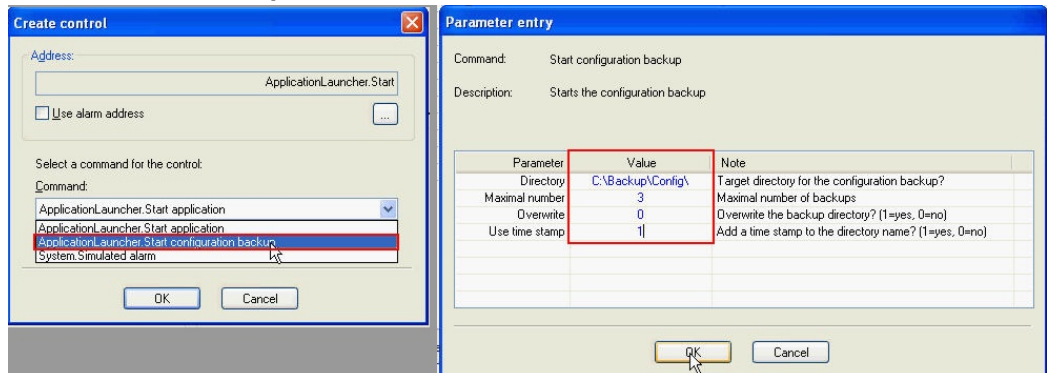 Create control
Address:
ApplicationLauncher.Start
Use alarm address
...
Select a command for the control:
Command:
ApplicationLauncher.Start application
ApplicationLauncher.Start application
ApplicationLauncher.Start configuration backup
System.Simulated alarm
OK Cancel
Parameter entry
Command: Start configuration backup
Description: Starts the configuration backup
Parameter Value Note
Directory C:\Backup\Config\ Target directory for the configuration backup?
Maximal number 3 Maximal number of backups
Overwrite 0 Overwrite the backup directory? (1=yes, 0=no)
Use time stamp 1 Add a time stamp to the directory name? (1=yes, 0=no)
OK Cancel